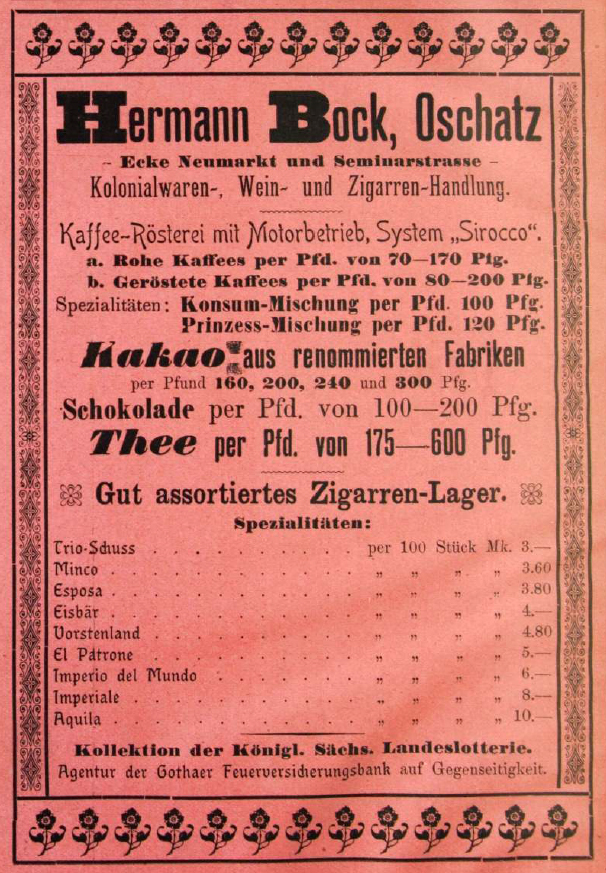 Hermann Bock, Oschatz
- Ecke Neumarkt und Seminarstrasse -
Kolonialwaren-, Wein- und Zigarren-Handlung.
Kaffee-Rösterei mit Motorbetrieb, System „Sirocco“.
a. Rohe Kaffees per Pfd. von 70—170 Pfg.
b. Geröstete Kaffees per Pfd. von 80—200 Pfg.
Spezialitäten: Konsum-Mischung per Pfd. 100 Pfg.
Prinzess-Mischung per Pfd. 120 Pfg.
Kakao aus renommierten Fabriken
per Pfund 160, 200, 240 und 300 Pfg.
Schokolade per Pfd. von 100—200 Pfg.
Thee per Pfd. von 175—600 Pfg.
Gut assortiertes Zigarren-Lager.
Spezialitäten:
Trio-Schuss . . . . . . . . . per 100 Stück Mk. 3.—
Minco . . . . . . . . . . „ „ „ „ 3.60
Esposa . . . . . . . . . . „ „ „ „ 3.80
Eisbär . . . . . . . . . . „ „ „ „ 4.—
Vorstenland . . . . . . . . . „ „ „ „ 4.80
El Patrone . . . . . . . . . „ „ „ „ 5.—
Imperio del Mundo . . . . . . . „ „ „ „ 6.—
Imperiale . . . . . . . . . „ „ „ „ 8.—
Aquila . . . . . . . . . . „ „ „ „ 10.—
Kollektion der Königl. Sächs. Landeslotterie.
Agentur der Gothaer Feuerversicherungsbank auf Gegenseitigkeit.